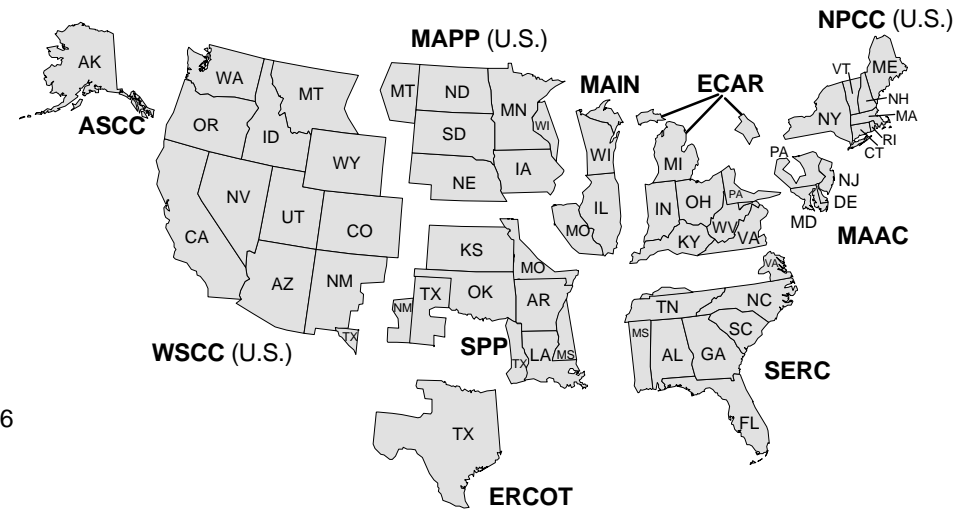 NPCC (U.S.)
MAPP (U.S.)
MAIN
ECAR
ASCC
AK
WA
MT
OR
ID
WY
NV
UT
CO
CA
AZ
NM
TX
WSCC (U.S.)
MT
ND
MN
WI
SD
NE
IA
WI
IL
MO
MI
IN
OH
PA
WV
VA
KY
VT
ME
NH
MA
NY
RI
CT
PA
NJ
DE
MD
MAAC
KS
MO
OK
TX
NM
AR
LA
MS
TX
SPP
VA
TN
NC
SC
MS
AL
GA
FL
SERC
TX
ERCOT
6